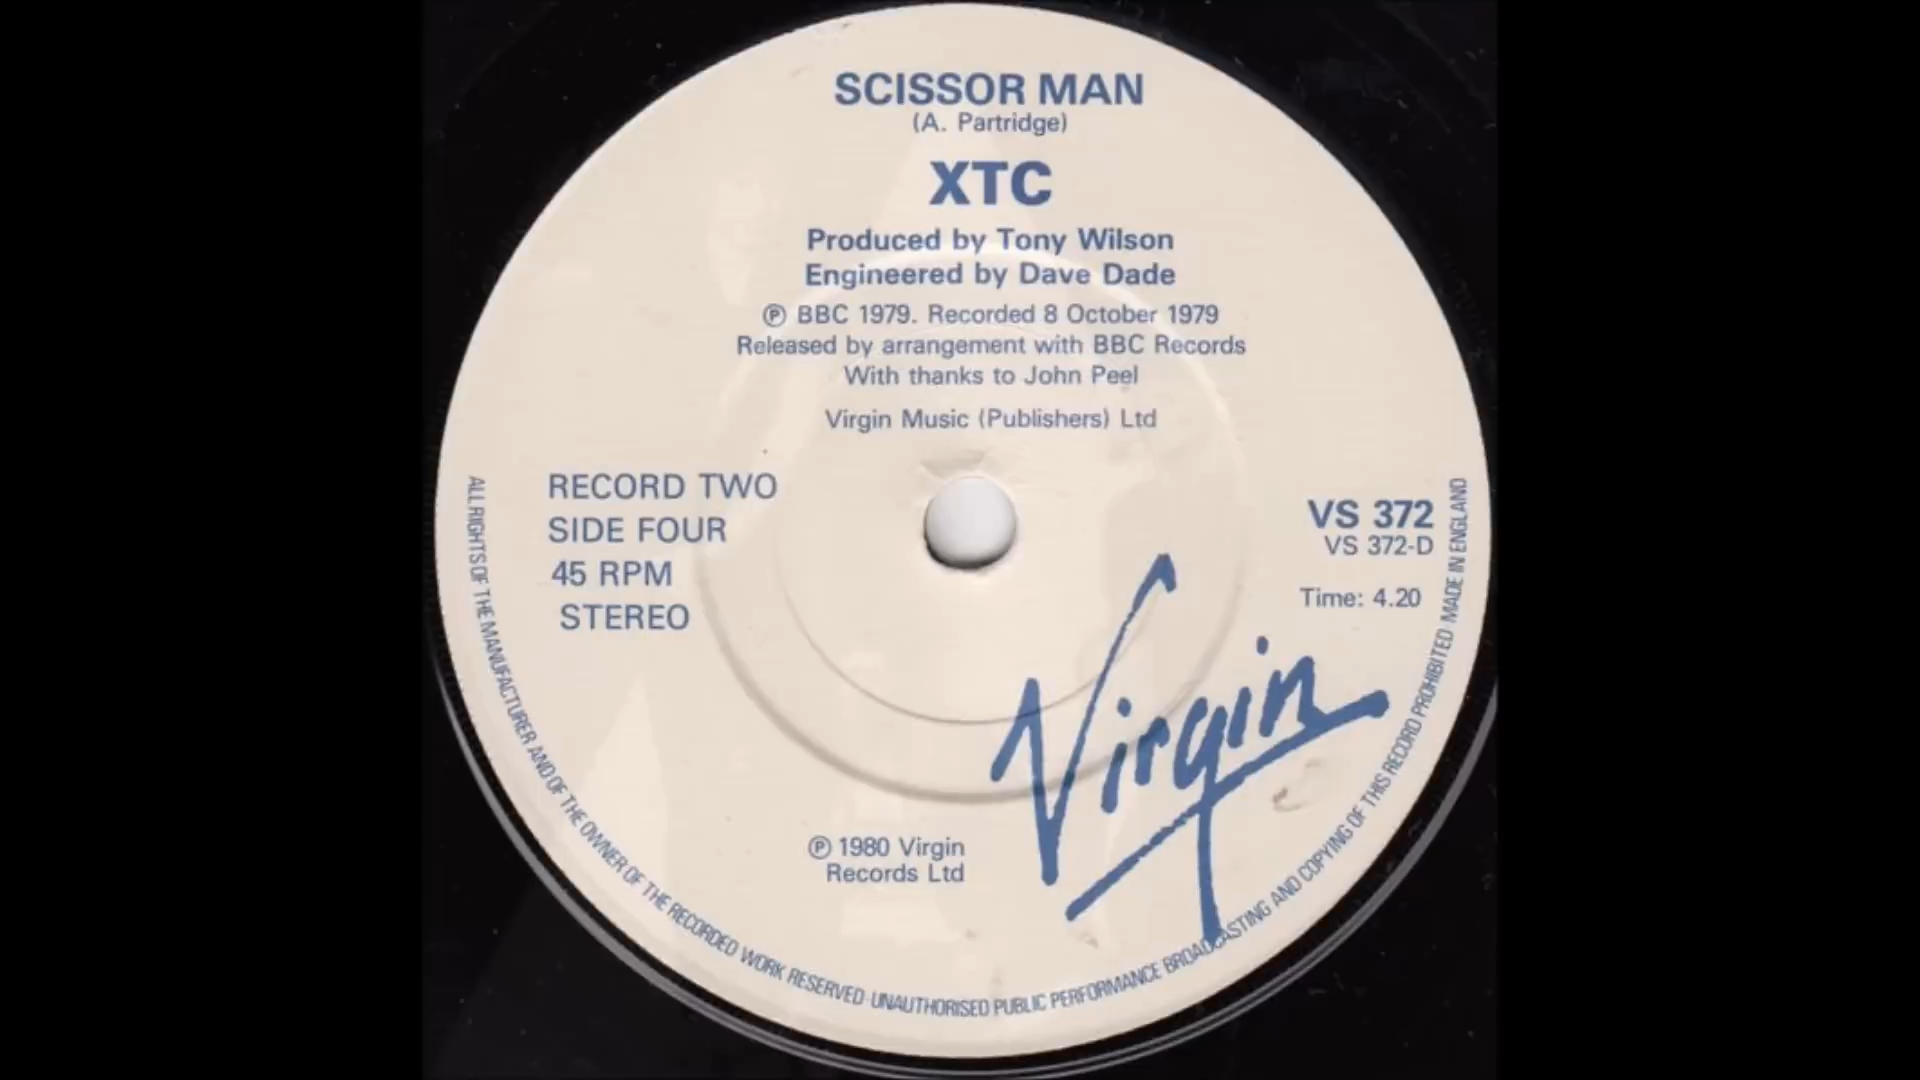 SCISSOR MAN
(A. Partridge)
XTC
Produced by Tony Wilson
Engineered by Dave Dade
Ⓟ BBC 1979. Recorded 8 October 1979
Released by arrangement with BBC Records
With thanks to John Peel
Virgin Music (Publishers) Ltd
RECORD TWO
SIDE FOUR
45 RPM
STEREO
VS 372
VS 372-D
Time: 4.20
Virgin
Ⓟ 1980 Virgin
Records Ltd
ALL RIGHTS OF THE MANUFACTURER AND OF THE OWNER OF THE RECORDED WORK RESERVED UNAUTHORISED PUBLIC PERFORMANCE BROADCASTING AND COPYING OF THIS RECORD PROHIBITED MADE IN ENGLAND